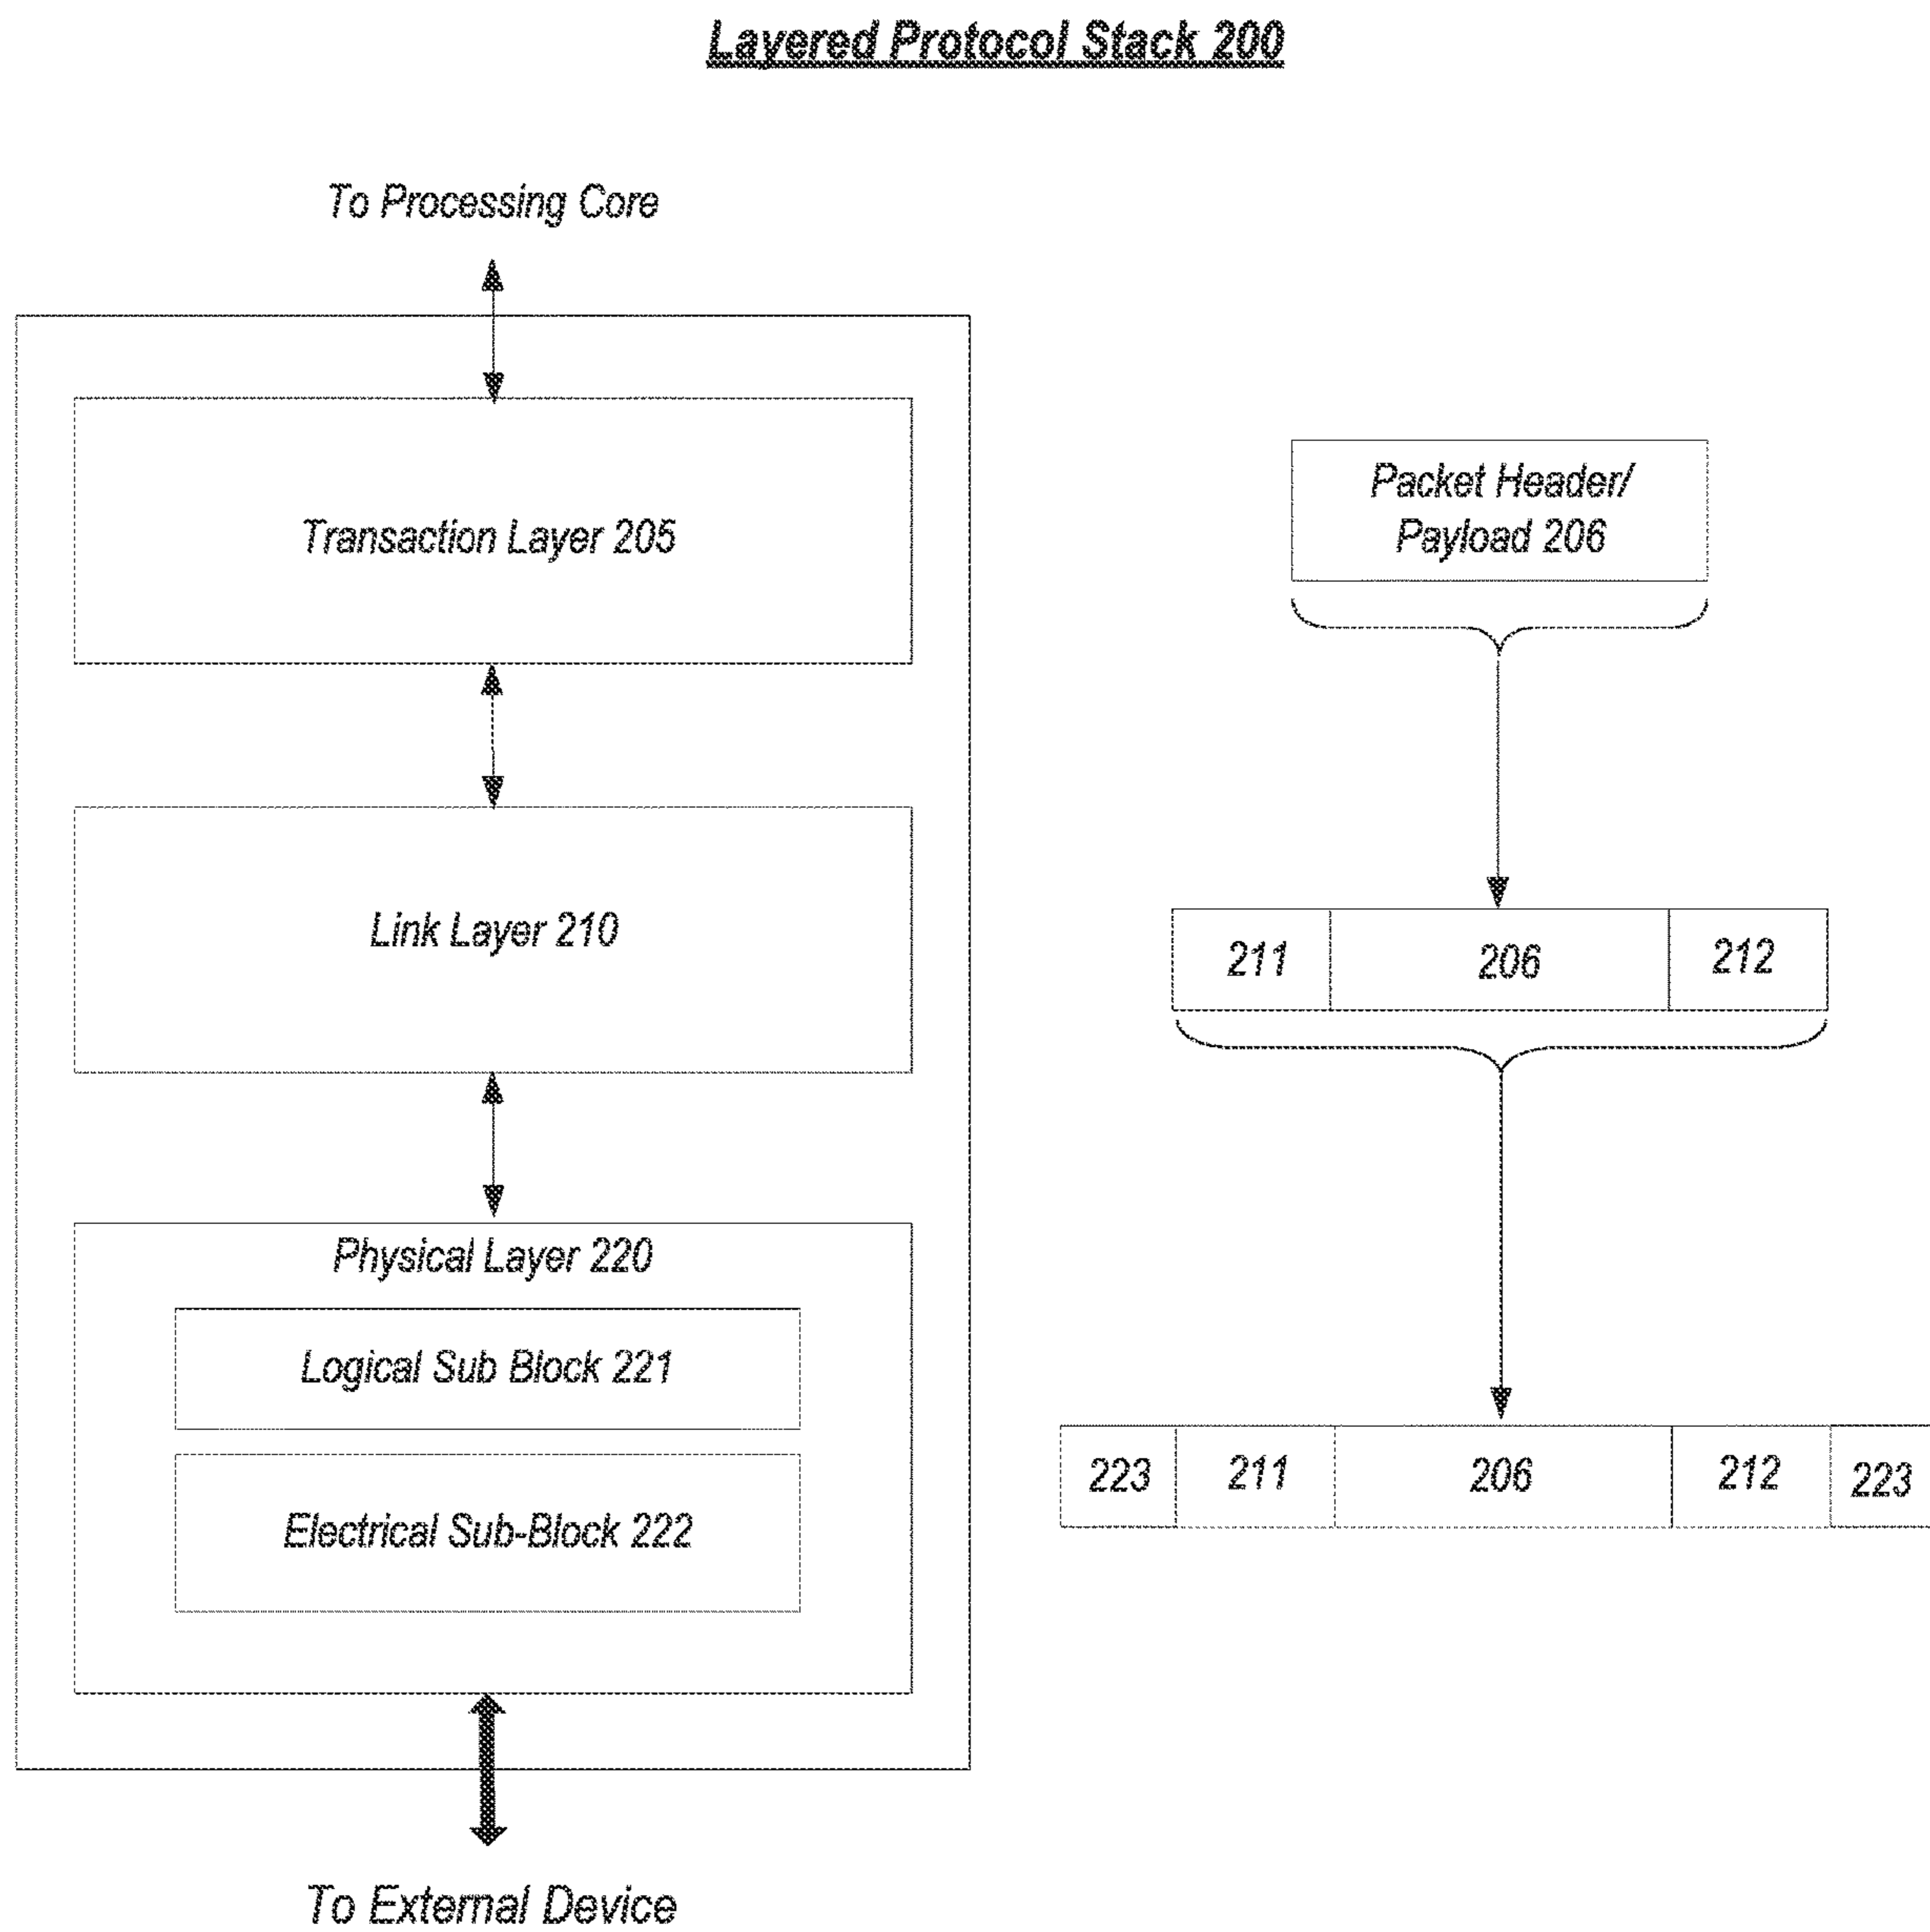 Layered Protocol Stack 200
To Processing Core
Transaction Layer 205
Packet Header/
Payload 206
Link Layer 210
211 206 212
Physical Layer 220
Logical Sub Block 221
Electrical Sub-Block 222
223 211 206 212 223
To External Device